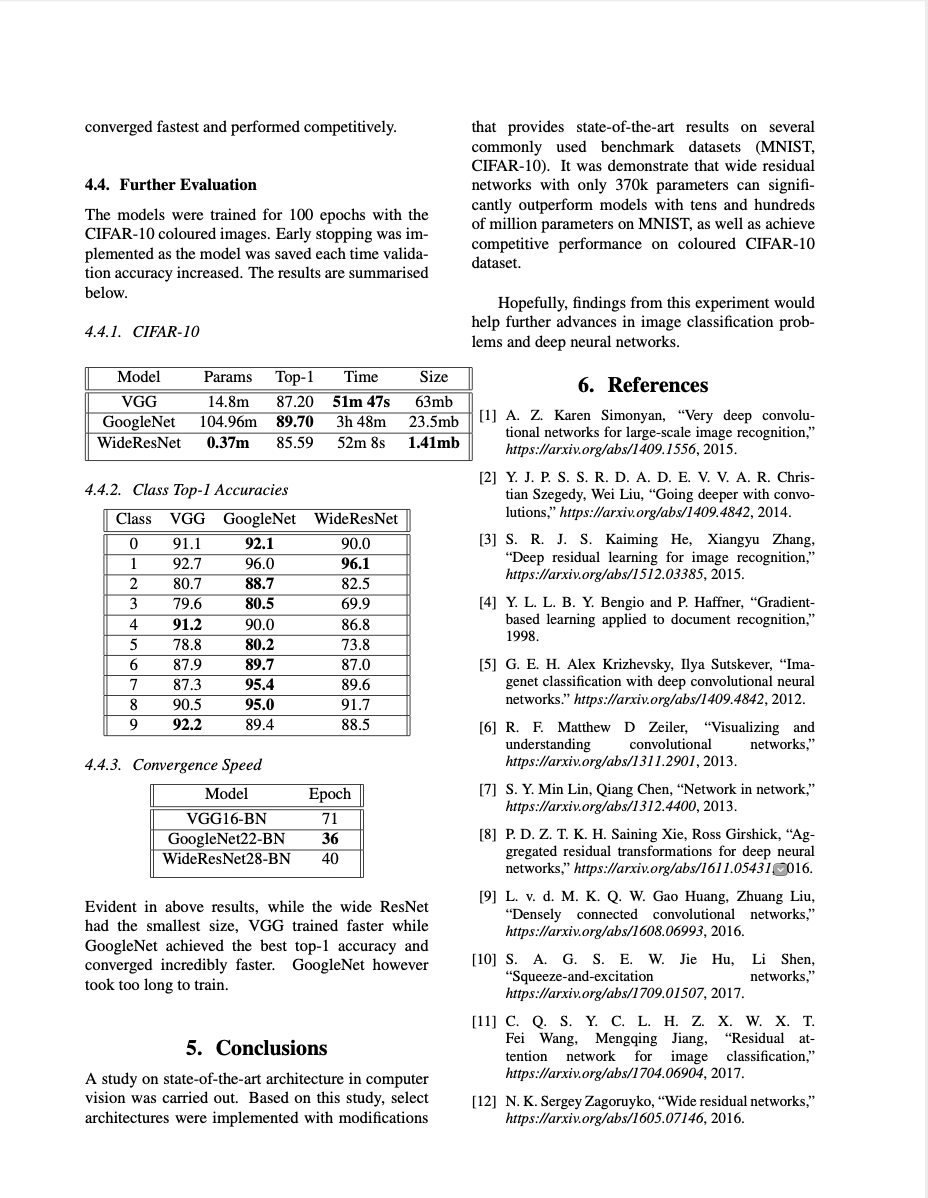 converged fastest and performed competitively.
4.4. Further Evaluation
The models were trained for 100 epochs with the
CIFAR-10 coloured images. Early stopping was im-
plemented as the model was saved each time valida-
tion accuracy increased. The results are summarised
below.
4.4.1. CIFAR-10
Model Params Top-1 Time Size
VGG 14.8m 87.20 51m 47s 63mb
GoogleNet 104.96m 89.70 3h 48m 23.5mb
WideResNet 0.37m 85.59 52m 8s 1.41mb
4.4.2. Class Top-1 Accuracies
Class VGG GoogleNet WideResNet
0 91.1 92.1 90.0
1 92.7 96.0 96.1
2 80.7 88.7 82.5
3 79.6 80.5 69.9
4 91.2 90.0 86.8
5 78.8 80.2 73.8
6 87.9 89.7 87.0
7 87.3 95.4 89.6
8 90.5 95.0 91.7
9 92.2 89.4 88.5
4.4.3. Convergence Speed
Model Epoch
VGG16-BN 71
GoogleNet22-BN 36
WideResNet28-BN 40
Evident in above results, while the wide ResNet
had the smallest size, VGG trained faster while
GoogleNet achieved the best top-1 accuracy and
converged incredibly faster. GoogleNet however
took too long to train.
5. Conclusions
A study on state-of-the-art architecture in computer
vision was carried out. Based on this study, select
architectures were implemented with modifications
that provides state-of-the-art results on several
commonly used benchmark datasets (MNIST,
CIFAR-10). It was demonstrate that wide residual
networks with only 370k parameters can signifi-
cantly outperform models with tens and hundreds
of million parameters on MNIST, as well as achieve
competitive performance on coloured CIFAR-10
dataset.
Hopefully, findings from this experiment would
help further advances in image classification prob-
lems and deep neural networks.
6. References
[1] A. Z. Karen Simonyan, “Very deep convolu-
tional networks for large-scale image recognition,”
https://arxiv.org/abs/1409.1556, 2015.
[2] Y. J. P. S. S. R. D. A. D. E. V. V. A. R. Chris-
tian Szegedy, Wei Liu, “Going deeper with convo-
lutions,” https://arxiv.org/abs/1409.4842, 2014.
[3] S. R. J. S. Kaiming He, Xiangyu Zhang,
“Deep residual learning for image recognition,”
https://arxiv.org/abs/1512.03385, 2015.
[4] Y. L. L. B. Y. Bengio and P. Haffner, “Gradient-
based learning applied to document recognition,”
1998.
[5] G. E. H. Alex Krizhevsky, Ilya Sutskever, “Ima-
genet classification with deep convolutional neural
networks.” https://arxiv.org/abs/1409.4842, 2012.
[6] R. F. Matthew D Zeiler, “Visualizing and
understanding convolutional networks,”
https://arxiv.org/abs/1311.2901, 2013.
[7] S. Y. Min Lin, Qiang Chen, “Network in network,”
https://arxiv.org/abs/1312.4400, 2013.
[8] P. D. Z. T. K. H. Saining Xie, Ross Girshick, “Ag-
gregated residual transformations for deep neural
networks,” https://arxiv.org/abs/1611.05431, 016.
[9] L. v. d. M. K. Q. W. Gao Huang, Zhuang Liu,
“Densely connected convolutional networks,”
https://arxiv.org/abs/1608.06993, 2016.
[10] S. A. G. S. E. W. Jie Hu, Li Shen,
“Squeeze-and-excitation networks,”
https://arxiv.org/abs/1709.01507, 2017.
[11] C. Q. S. Y. C. L. H. Z. X. W. X. T.
Fei Wang, Mengqing Jiang, “Residual at-
tention network for image classification,”
https://arxiv.org/abs/1704.06904, 2017.
[12] N. K. Sergey Zagoruyko, “Wide residual networks,”
https://arxiv.org/abs/1605.07146, 2016.